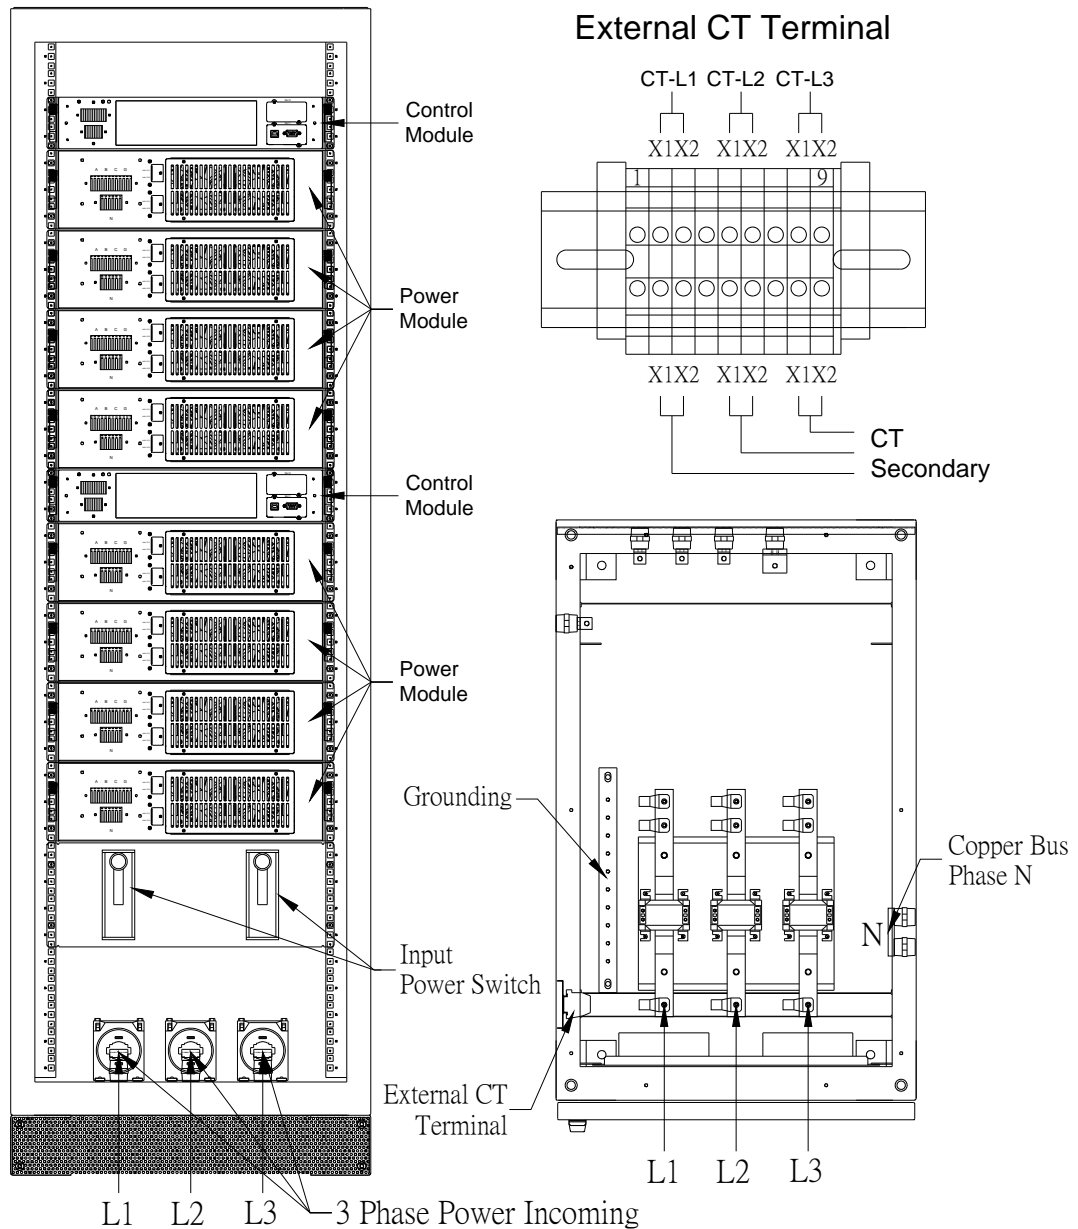 External CT Terminal
CT-L1 CT-L2 CT-L3
X1X2 X1X2 X1X2
1 9
X1X2 X1X2 X1X2
CT
Secondary
Control
Module
Power
Module
Control
Module
Power
Module
A B C G
N
A B C G
N
A B C G
N
A B C G
N
A B C G
N
A B C G
N
A B C G
N
A B C G
N
Input
Power Switch
L1 L2 L3 3 Phase Power Incoming
Grounding
Copper Bus
Phase N
N
External CT
Terminal
L1 L2 L3